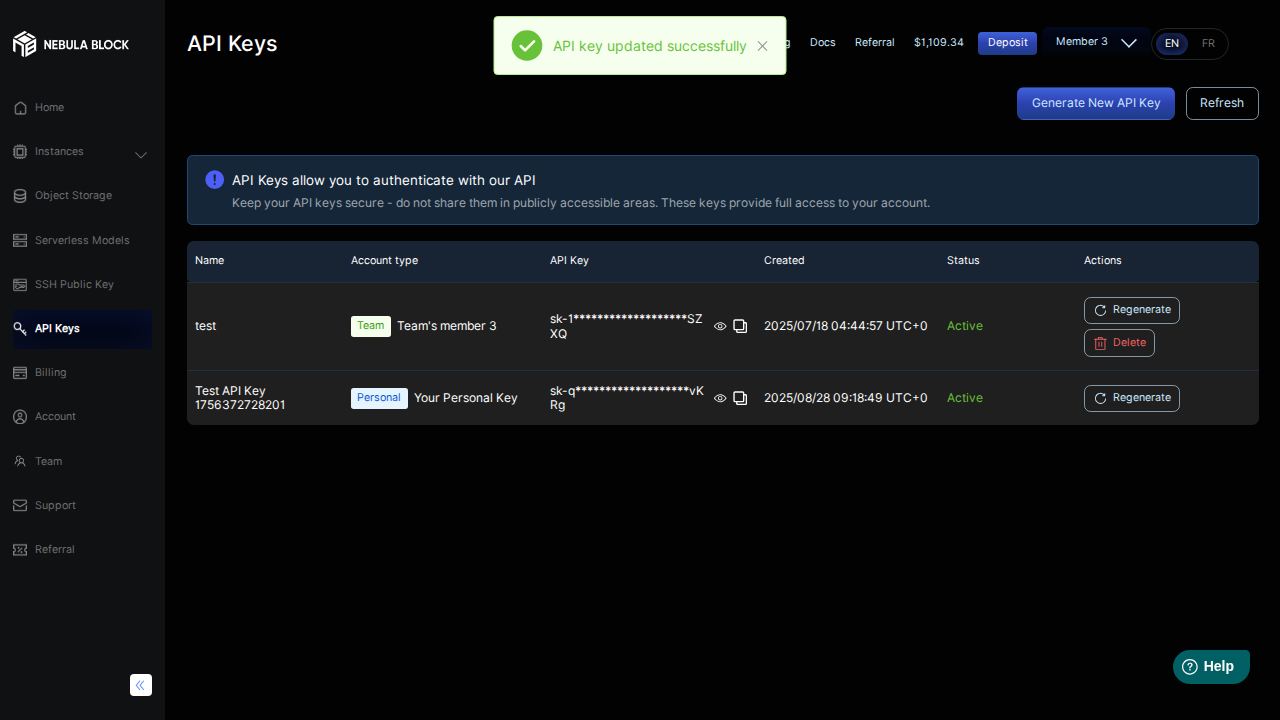 NEBULA BLOCK
Home
Instances
Object Storage
Serverless Models
SSH Public Key
API Keys
Billing
Account
Team
Support
Referral
API Keys
API key updated successfully
Docs
Referral
$1,109.34
Deposit
Member 3
EN
FR
Generate New API Key
Refresh
API Keys allow you to authenticate with our API
Keep your API keys secure - do not share them in publicly accessible areas. These keys provide full access to your account.
Name Account type API Key Created Status Actions
test
Team Team's member 3
sk-1*******************SZ
XQ
2025/07/18 04:44:57 UTC+0
Active
Regenerate
Delete
Test API Key
1756372728201
Personal Your Personal Key
sk-q*******************vK
Rg
2025/08/28 09:18:49 UTC+0
Active
Regenerate
Help